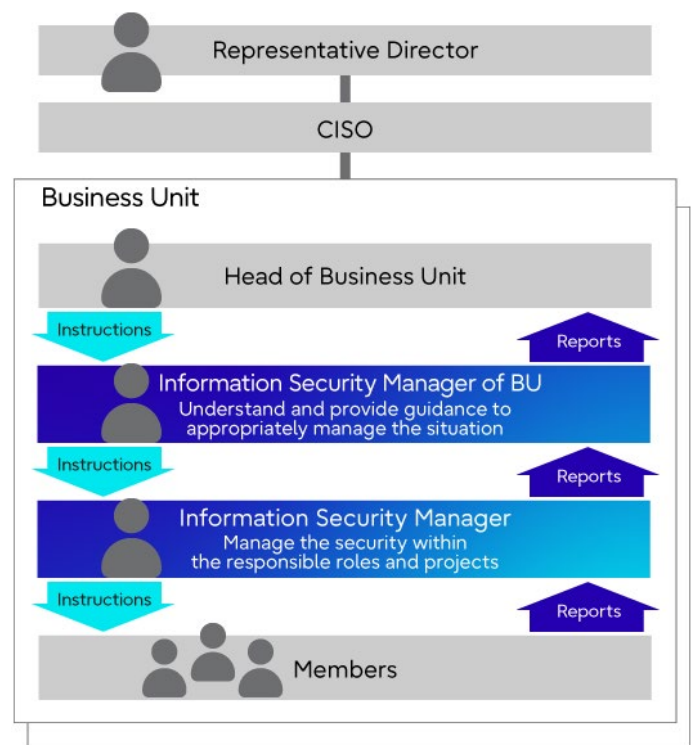 Representative Director
CISO
Business Unit
Head of Business Unit
Instructions
Reports
Information Security Manager of BU
Understand and provide guidance to
appropriately manage the situation
Instructions
Reports
Information Security Manager
Manage the security within
the responsible roles and projects
Instructions
Reports
Members